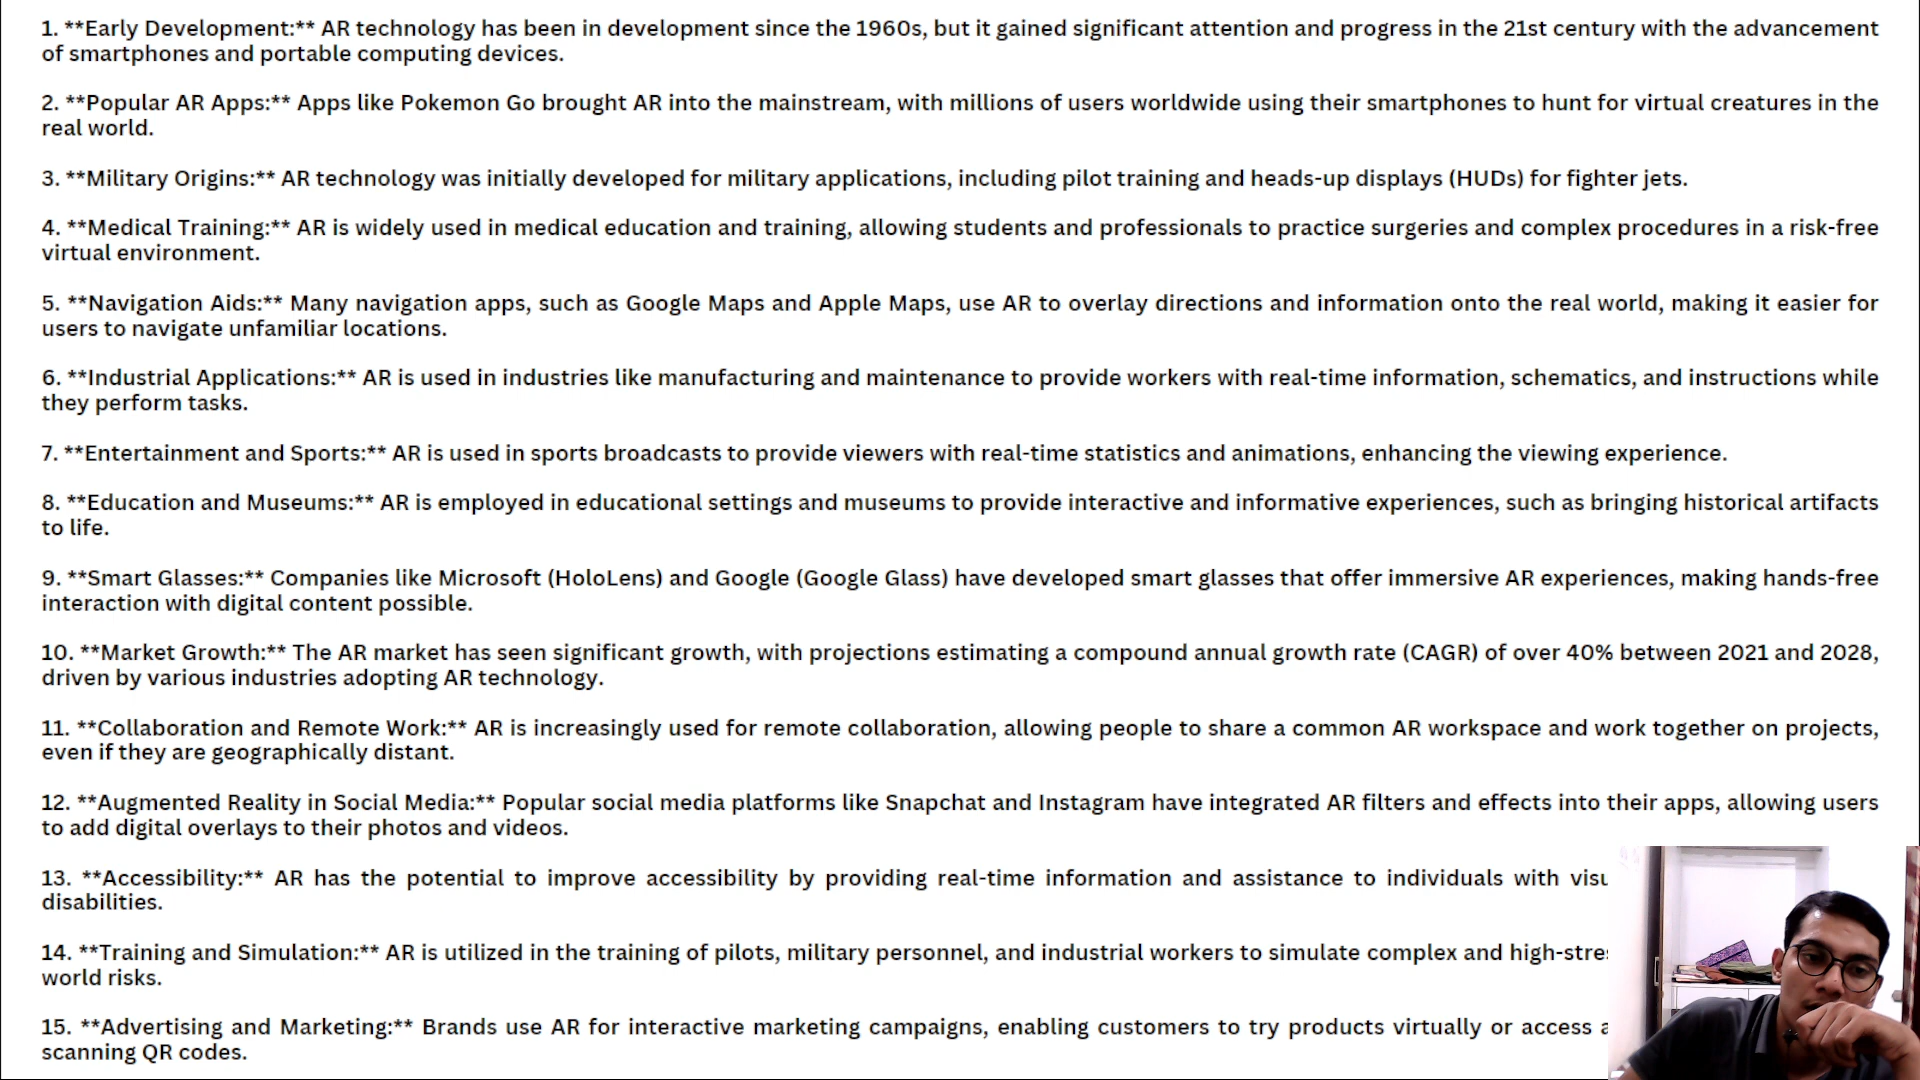 1. **Early Development:** AR technology has been in development since the 1960s, but it gained significant attention and progress in the 21st century with the advancement
of smartphones and portable computing devices.
2. **Popular AR Apps:** Apps like Pokemon Go brought AR into the mainstream, with millions of users worldwide using their smartphones to hunt for virtual creatures in the
real world.
3. **Military Origins:** AR technology was initially developed for military applications, including pilot training and heads-up displays (HUDs) for fighter jets.
4. **Medical Training:** AR is widely used in medical education and training, allowing students and professionals to practice surgeries and complex procedures in a risk-free
virtual environment.
5. **Navigation Aids:** Many navigation apps, such as Google Maps and Apple Maps, use AR to overlay directions and information onto the real world, making it easier for
users to navigate unfamiliar locations.
6. **Industrial Applications:** AR is used in industries like manufacturing and maintenance to provide workers with real-time information, schematics, and instructions while
they perform tasks.
7. **Entertainment and Sports:** AR is used in sports broadcasts to provide viewers with real-time statistics and animations, enhancing the viewing experience.
8. **Education and Museums:** AR is employed in educational settings and museums to provide interactive and informative experiences, such as bringing historical artifacts
to life.
9. **Smart Glasses:** Companies like Microsoft (HoloLens) and Google (Google Glass) have developed smart glasses that offer immersive AR experiences, making hands-free
interaction with digital content possible.
10. **Market Growth:** The AR market has seen significant growth, with projections estimating a compound annual growth rate (CAGR) of over 40% between 2021 and 2028,
driven by various industries adopting AR technology.
11. **Collaboration and Remote Work:** AR is increasingly used for remote collaboration, allowing people to share a common AR workspace and work together on projects,
even if they are geographically distant.
12. **Augmented Reality in Social Media:** Popular social media platforms like Snapchat and Instagram have integrated AR filters and effects into their apps, allowing users
to add digital overlays to their photos and videos.
13. **Accessibility:** AR has the potential to improve accessibility by providing real-time information and assistance to individuals with
disabilities.
14. **Training and Simulation:** AR is utilized in the training of pilots, military personnel, and industrial workers to simulate complex and
world risks.
15. **Advertising and Marketing:** Brands use AR for interactive marketing campaigns, enabling customers to try products virtually or access
scanning QR codes.